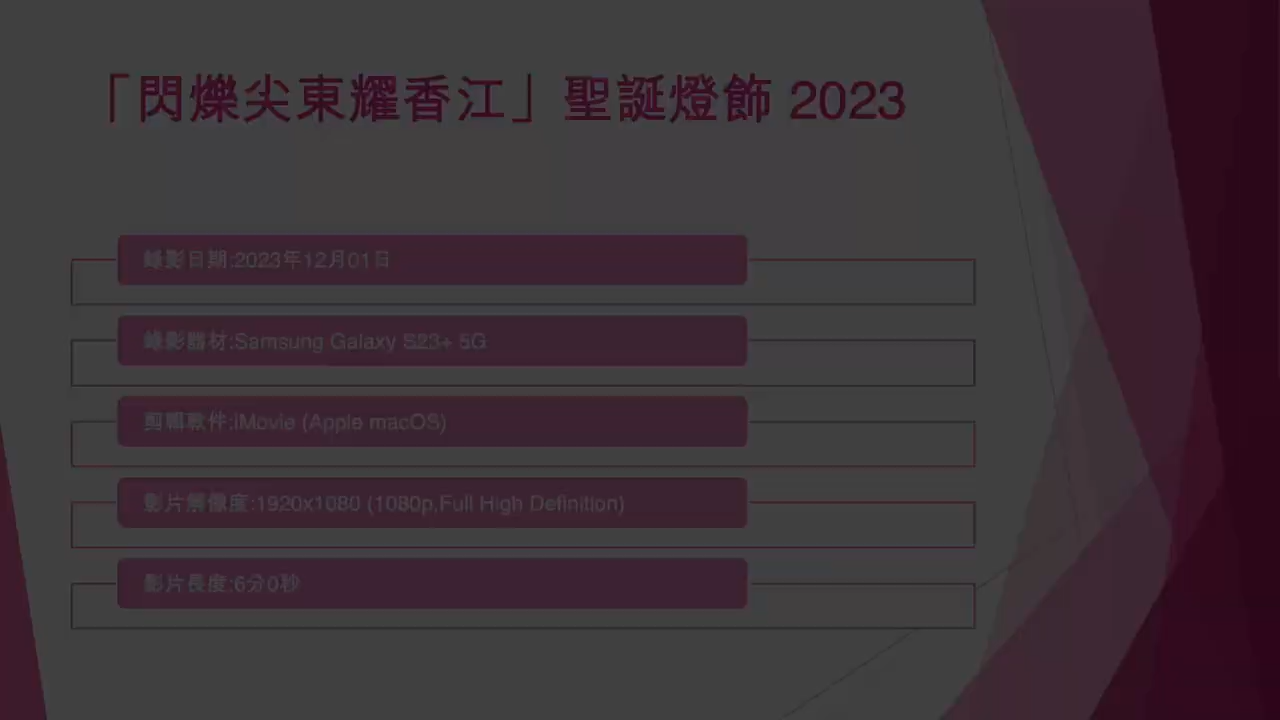 「閃爍尖東耀香江」聖誕燈飾 2023
錄影日期:2023年12月01日
錄影器材:Samsung Galaxy S23+ 5G
剪輯軟件:iMovie (Apple macOS)
影片解像度:1920x1080 (1080p,Full High Definition)
影片長度:6分0秒